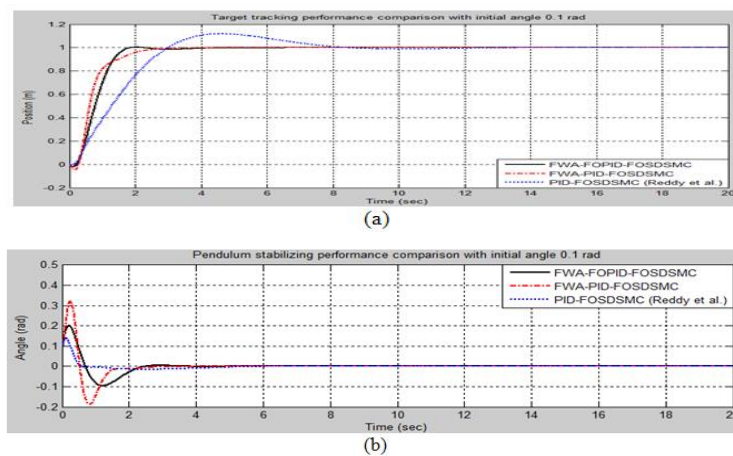 Target tracking performance comparison with initial angle 0.1 rad
1.2
1
0.8
0.6
0.4
0.2
0
-0.2
Position (m)
FWA-FOPID-FOSDSMC
FWA-PID-FOSDSMC
PID-FOSDSMC (Reddy et al.)
0 2 4 6 8 10 12 14 16 18 20
Time (sec)
(a)
Pendulum stabilizing performance comparison with initial angle 0.1 rad
0.5
0.4
0.3
0.2
0.1
0
-0.1
-0.2
Angle (rad)
FWA-FOPID-FOSDSMC
FWA-PID-FOSDSMC
PID-FOSDSMC (Reddy et al.)
0 2 4 6 8 10 12 14 16 18 20
Time (sec)
(b)